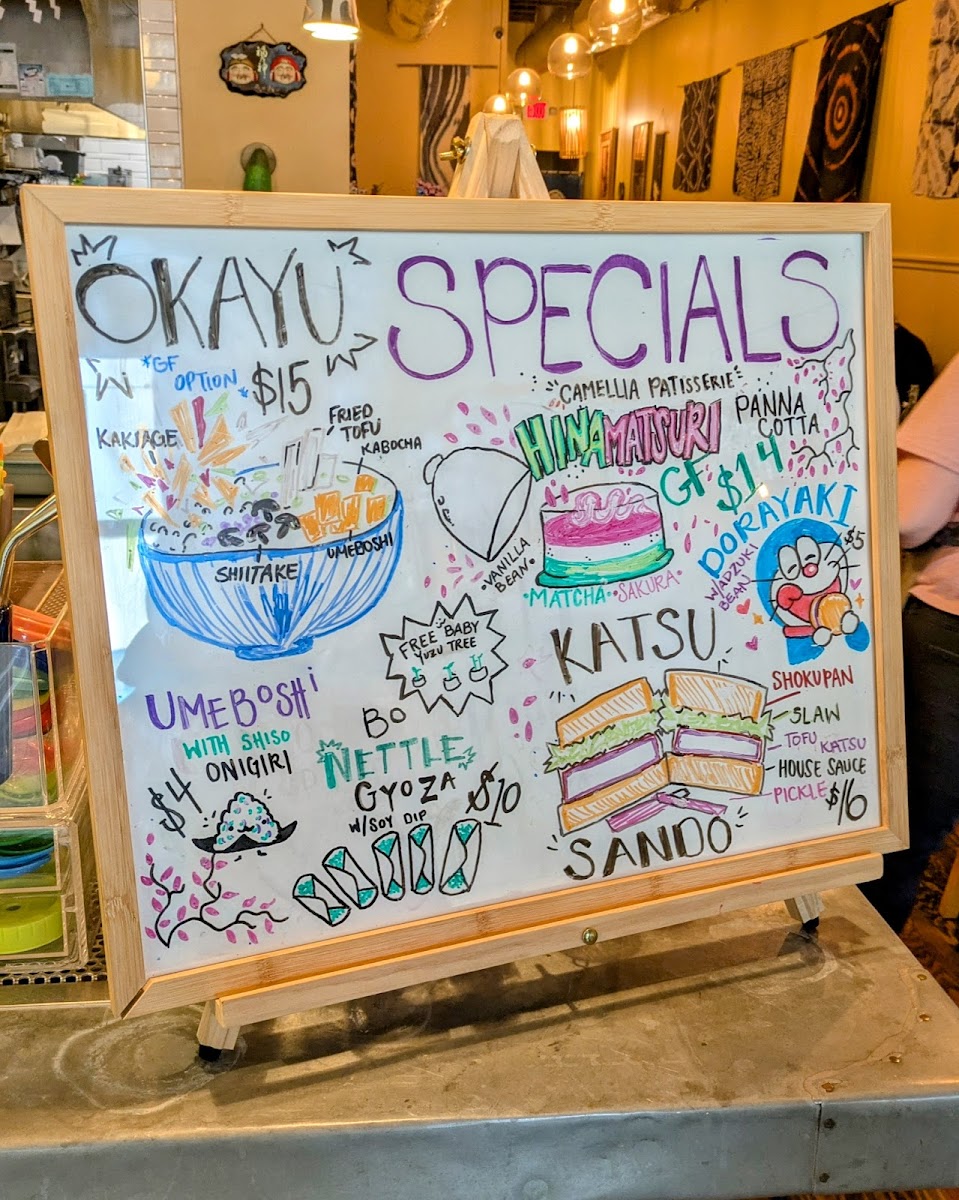 OKAYU
SPECIALS
*GF
OPTION*
$15
KAKIAGE
FRIED
TOFU
KABOCHA
SHIITAKE
UMEBOSHI
CAMELLIA PATISSERIE
HINAMATSURI
PANNA
COTTA
GF $14
•VANILLA
BEAN•
•MATCHA•SAKURA•
DORAYAKI
W/ADZUKI
BEAN
$5
FREE BABY
YUZU TREE
UMEBOSHI
WITH SHISO
ONIGIRI
$4
BO
NETTLE
GYOZA
W/SOY DIP
$10
KATSU
SHOKUPAN
SLAW
TOFU KATSU
HOUSE SAUCE
PICKLE
$16
SANDO